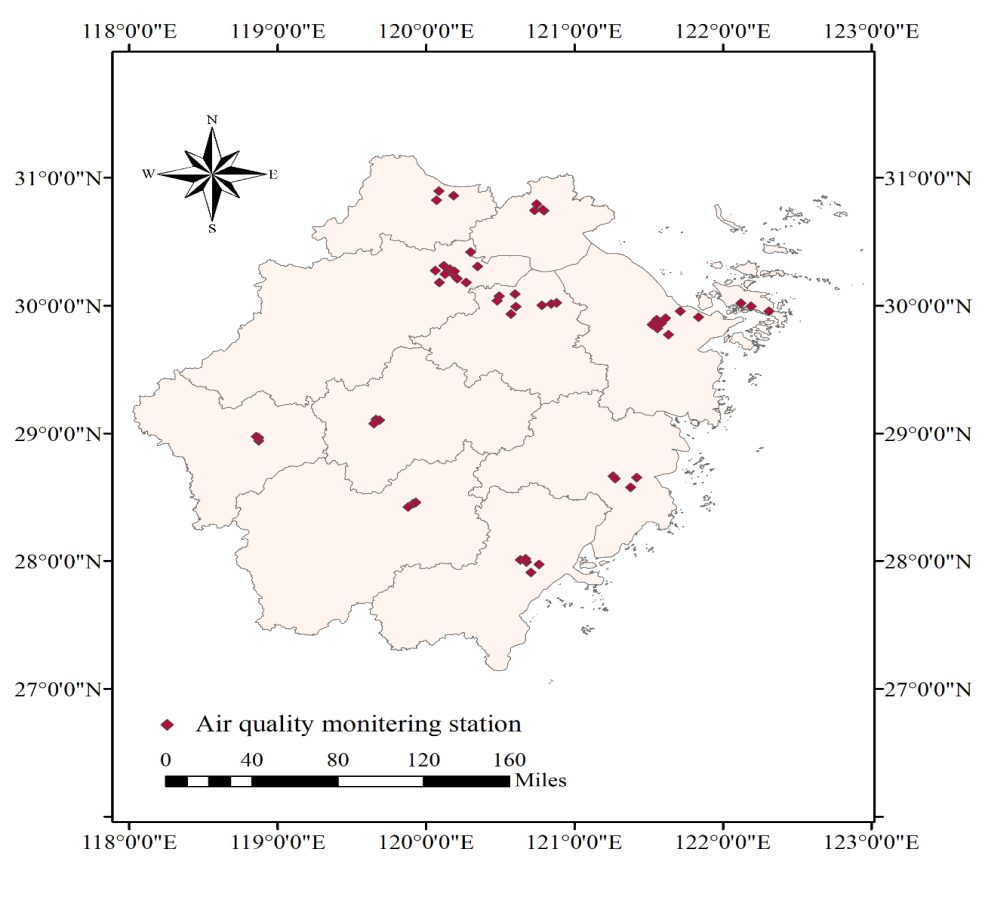 118°0'0"E 119°0'0"E 120°0'0"E 121°0'0"E 122°0'0"E 123°0'0"E
N
W E
S
31°0'0"N 31°0'0"N
30°0'0"N 30°0'0"N
29°0'0"N 29°0'0"N
28°0'0"N 28°0'0"N
27°0'0"N 27°0'0"N
Air quality monitering station
0 40 80 120 160
Miles
118°0'0"E 119°0'0"E 120°0'0"E 121°0'0"E 122°0'0"E 123°0'0"E